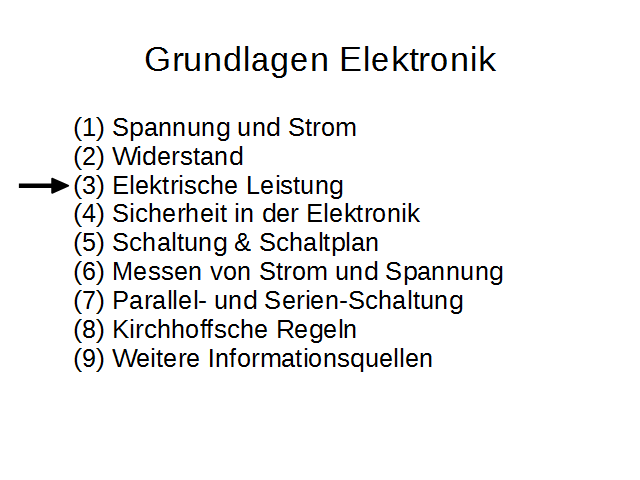 Grundlagen Elektronik
(1) Spannung und Strom
(2) Widerstand
(3) Elektrische Leistung
(4) Sicherheit in der Elektronik
(5) Schaltung & Schaltplan
(6) Messen von Strom und Spannung
(7) Parallel- und Serien-Schaltung
(8) Kirchhoffsche Regeln
(9) Weitere Informationsquellen